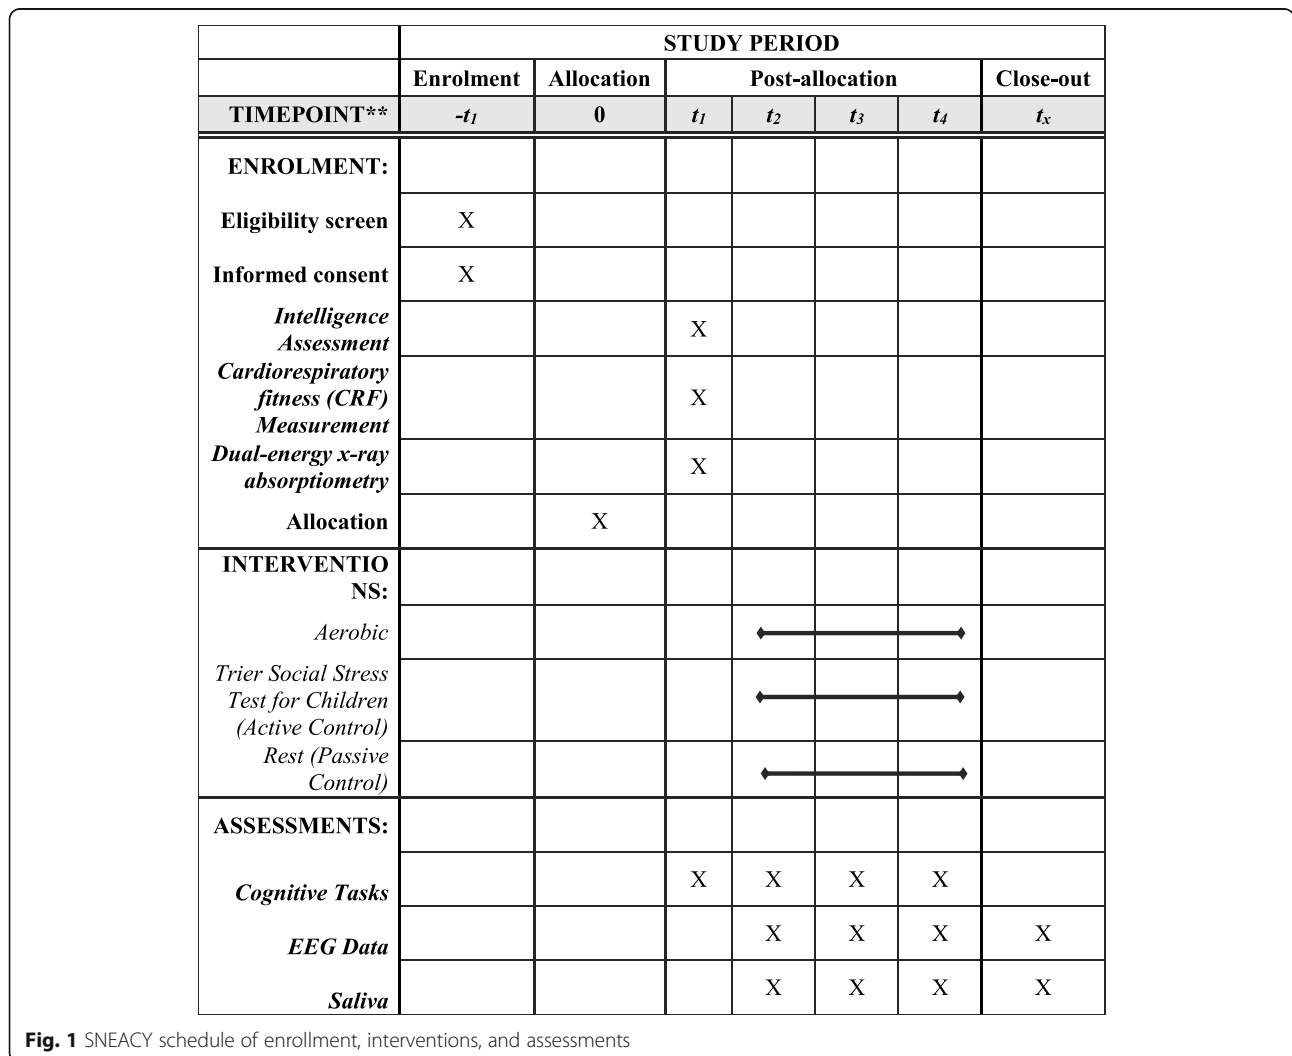 STUDY PERIOD
Enrolment Allocation Post-allocation Close-out
TIMEPOINT** -t1 0 t1 t2 t3 t4 tx
ENROLMENT:
Eligibility screen X
Informed consent X
Intelligence
Assessment X
Cardiorespiratory
fitness (CRF) X
Measurement
Dual-energy x-ray
absorptiometry X
Allocation X
INTERVENTIO
NS:
Aerobic
Trier Social Stress
Test for Children
(Active Control)
Rest (Passive
Control)
ASSESSMENTS:
Cognitive Tasks X X X X
EEG Data X X X X
Saliva X X X X
Fig. 1 SNEACY schedule of enrollment, interventions, and assessments